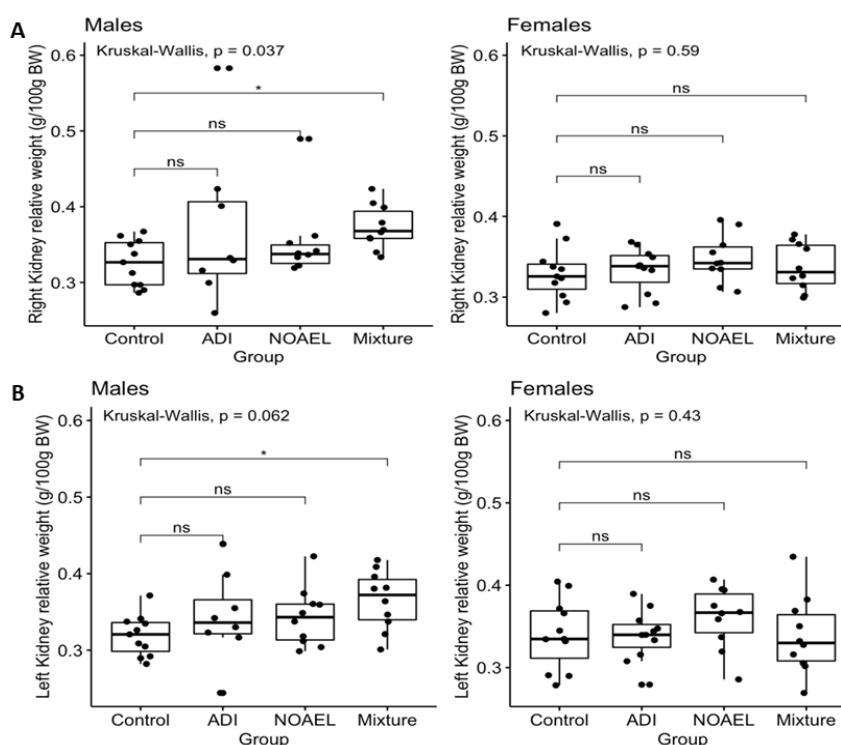 A
Males
Kruskal-Wallis, p = 0.037
Right Kidney relative weight (g/100g BW)
0.6
0.5
0.4
0.3
*
ns
ns
Control ADI NOAEL Mixture
Group
Females
Kruskal-Wallis, p = 0.59
Right Kidney relative weight (g/100g BW)
0.6
0.5
0.4
0.3
ns
ns
ns
Control ADI NOAEL Mixture
Group
B
Males
Kruskal-Wallis, p = 0.062
Left Kidney relative weight (g/100g BW)
0.6
0.5
0.4
0.3
*
ns
ns
Control ADI NOAEL Mixture
Group
Females
Kruskal-Wallis, p = 0.43
Left Kidney relative weight (g/100g BW)
0.6
0.5
0.4
0.3
ns
ns
ns
Control ADI NOAEL Mixture
Group